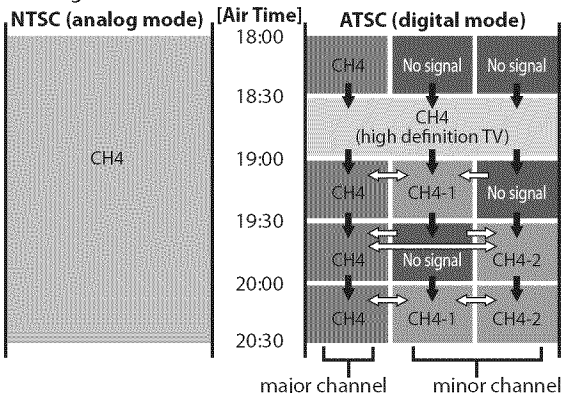 NTSC (analog mode) [Air Time] ATSC (digital mode)
18:00
CH4 No signal No signal
18:30
CH4
(high definition TV)
CH4
19:00
CH4 CH4-1 No signal
19:30
CH4 No signal CH4-2
20:00
CH4 CH4-1 CH4-2
20:30
major channel minor channel